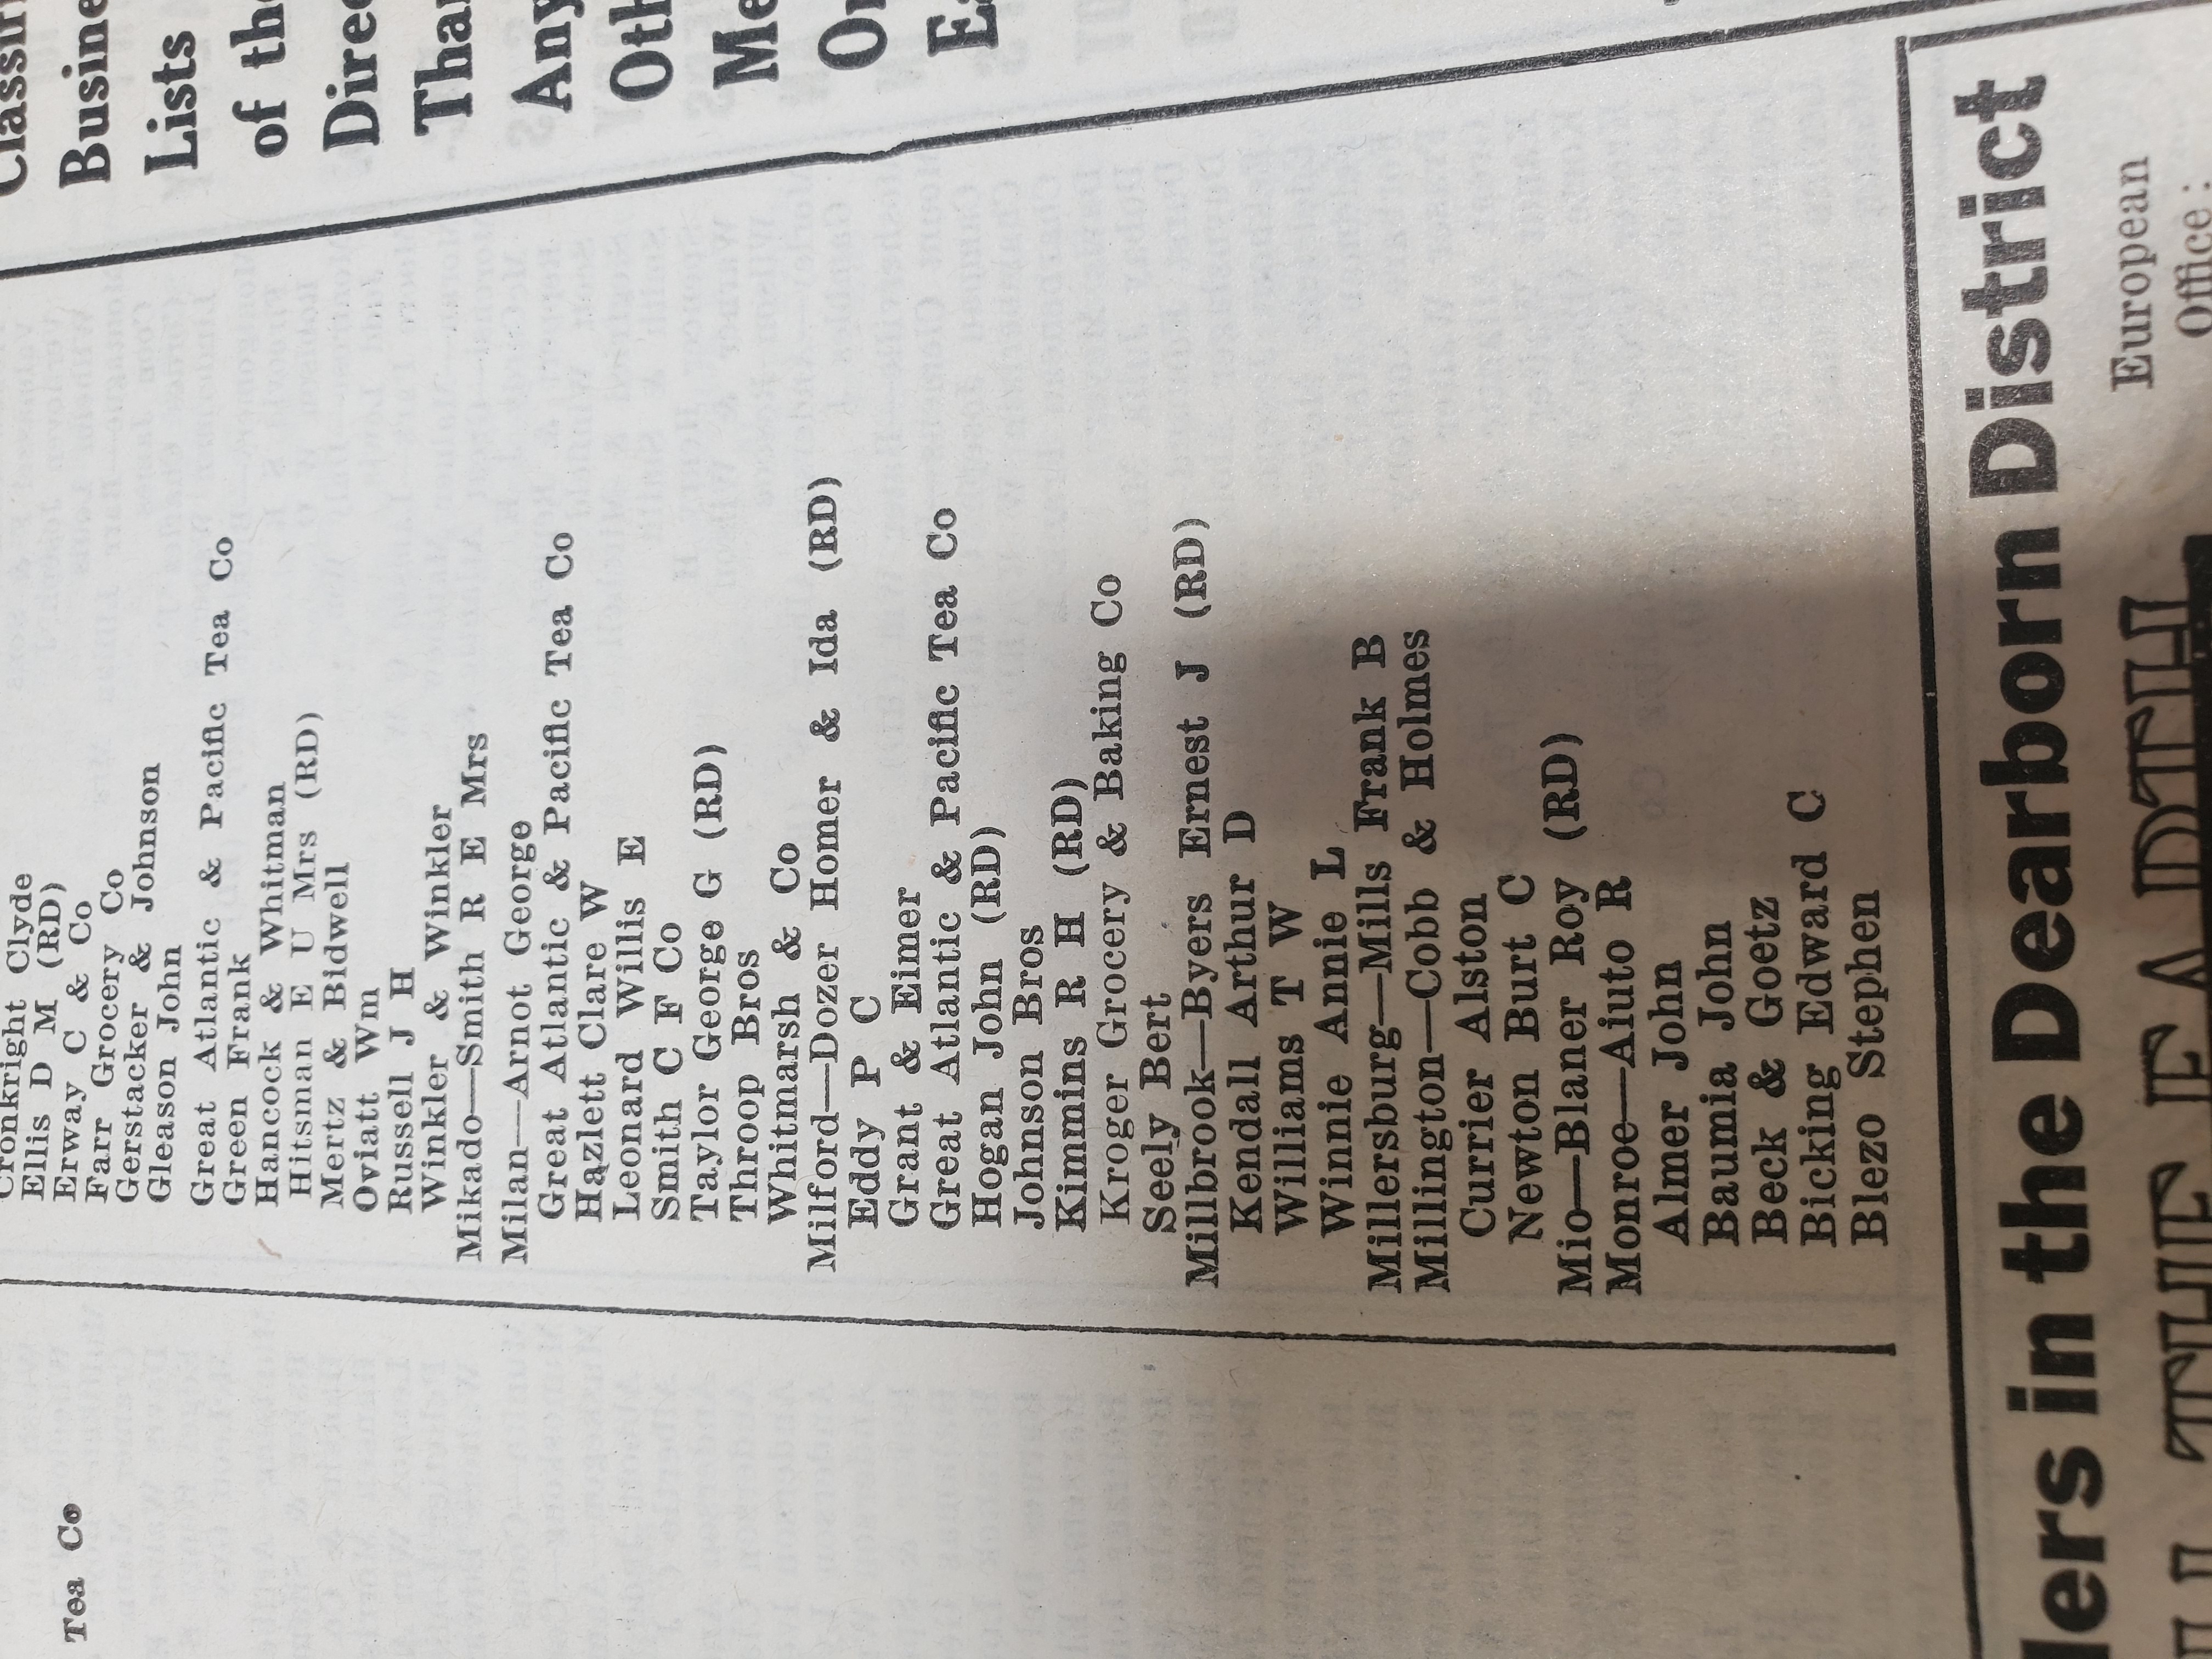 Tea Co
Cronkright Clyde
Ellis D M (RD)
Erway C & Co
Farr Grocery Co
Gerstacker & Johnson
Gleason John
Great Atlantic & Pacific Tea Co
Green Frank
Hancock & Whitman
Hitsman E U Mrs (RD)
Mertz & Bidwell
Oviatt Wm
Russell J H
Winkler & Winkler
Mikado—Smith R E Mrs
Milan—Arnot George
Great Atlantic & Pacific Tea Co
Hazlett Clare W
Leonard Willis E
Smith C F Co
Taylor George G (RD)
Throop Bros
Whitmarsh & Co
Milford—Dozer Homer & Ida (RD)
Eddy P C
Grant & Eimer
Great Atlantic & Pacific Tea Co
Hogan John (RD)
Johnson Bros
Kimmins R H (RD)
Kroger Grocery & Baking Co
Seely Bert
Millbrook—Byers Ernest J (RD)
Kendall Arthur D
Williams T W
Winnie Annie L
Millersburg—Mills Frank B
Millington—Cobb & Holmes
Currier Alston
Newton Burt C
Mio—Blaner Roy (RD)
Monroe—Aiuto R
Almer John
Baumia John
Beck & Goetz
Bicking Edward C
Blezo Stephen
Classifi
Busine
Lists
of the
Direc
Than
Any
Oth
Me
Or
Ea
lers in the Dearborn District
European
Office: